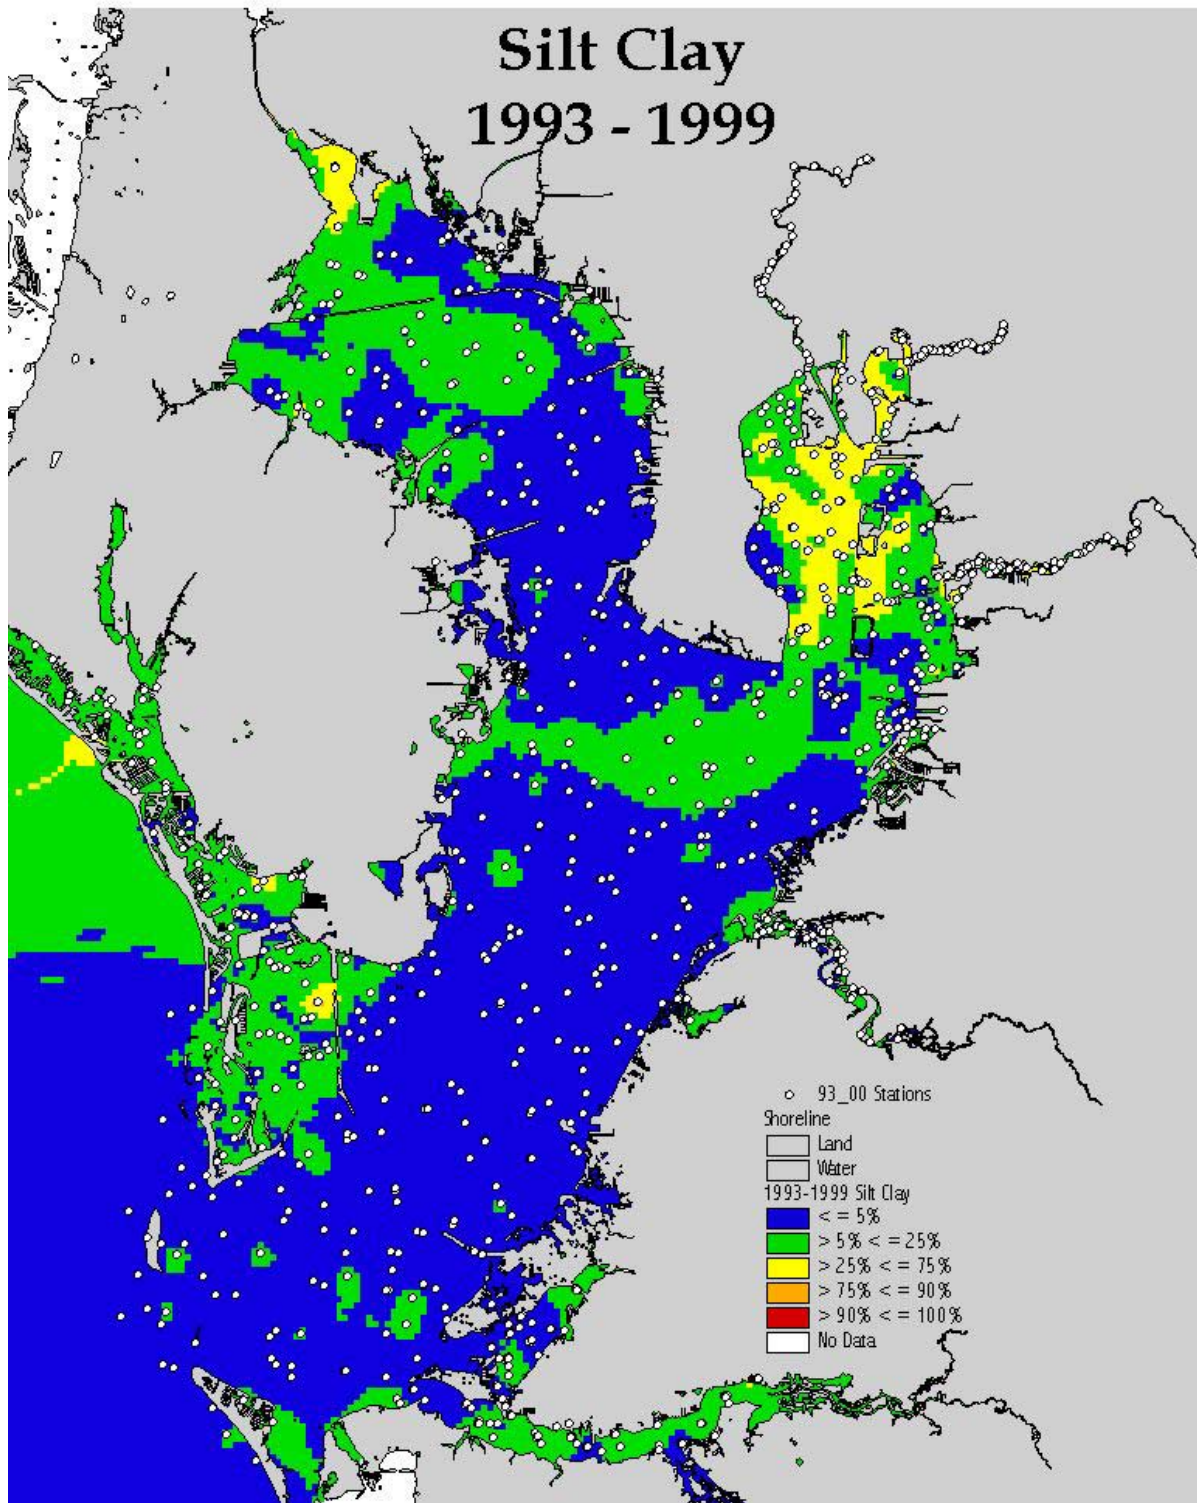 Silt Clay
1993 - 1999
93_00 Stations
Shoreline
Land
Water
1993-1999 Silt Clay
< = 5%
> 5% < = 25%
> 25% < = 75%
> 75% < = 90%
> 90% < = 100%
No Data